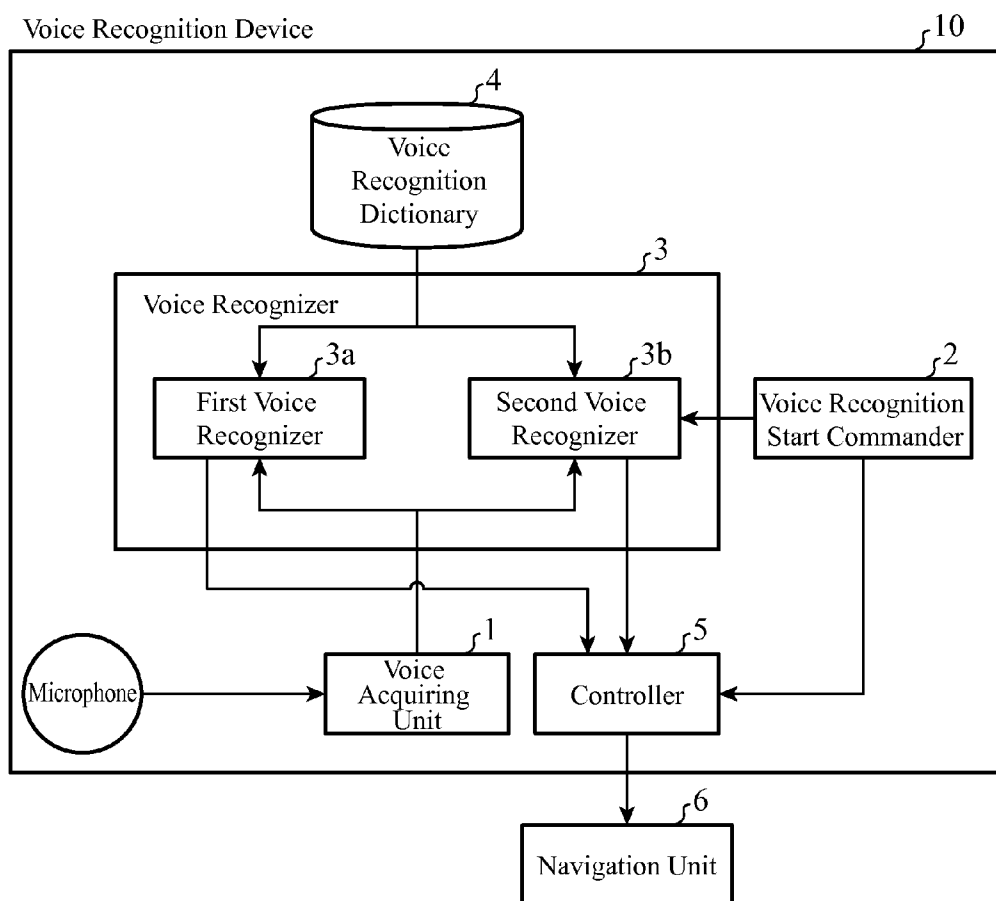 Voice Recognition Device
10
4
Voice
Recognition
Dictionary
3
Voice Recognizer
3a
First Voice
Recognizer
3b
Second Voice
Recognizer
2
Voice Recognition
Start Commander
Microphone
1
Voice
Acquiring
Unit
5
Controller
6
Navigation Unit